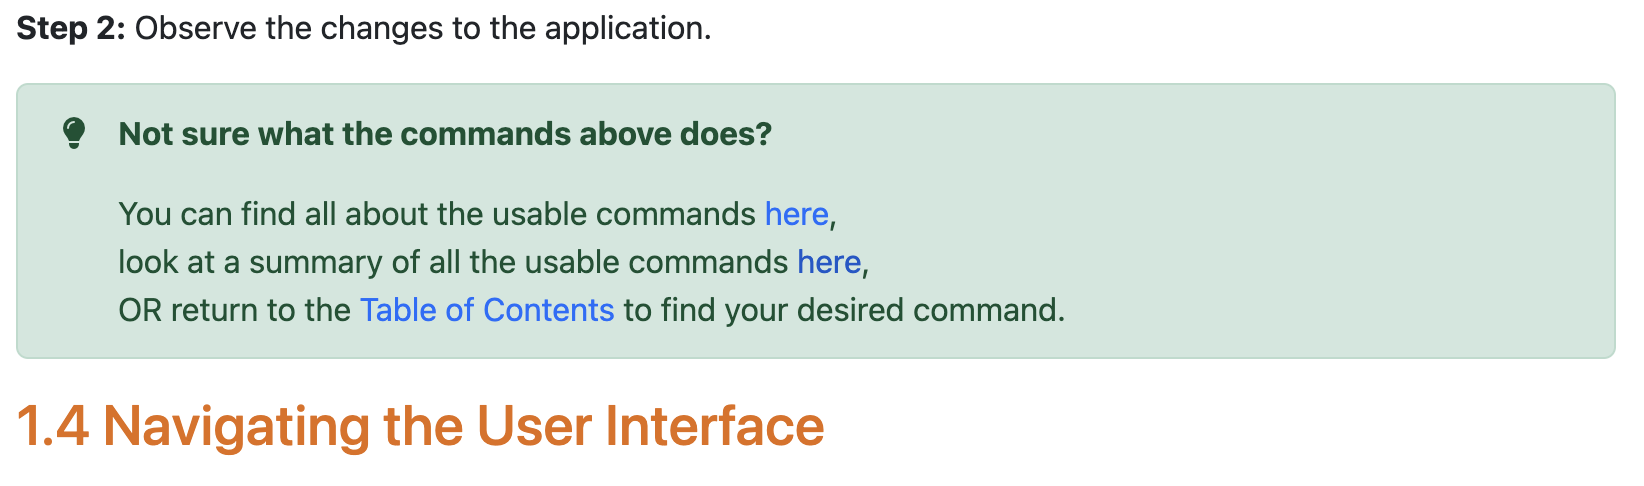 Step 2: Observe the changes to the application.
Not sure what the commands above does?
You can find all about the usable commands here,
look at a summary of all the usable commands here,
OR return to the Table of Contents to find your desired command.
1.4 Navigating the User Interface